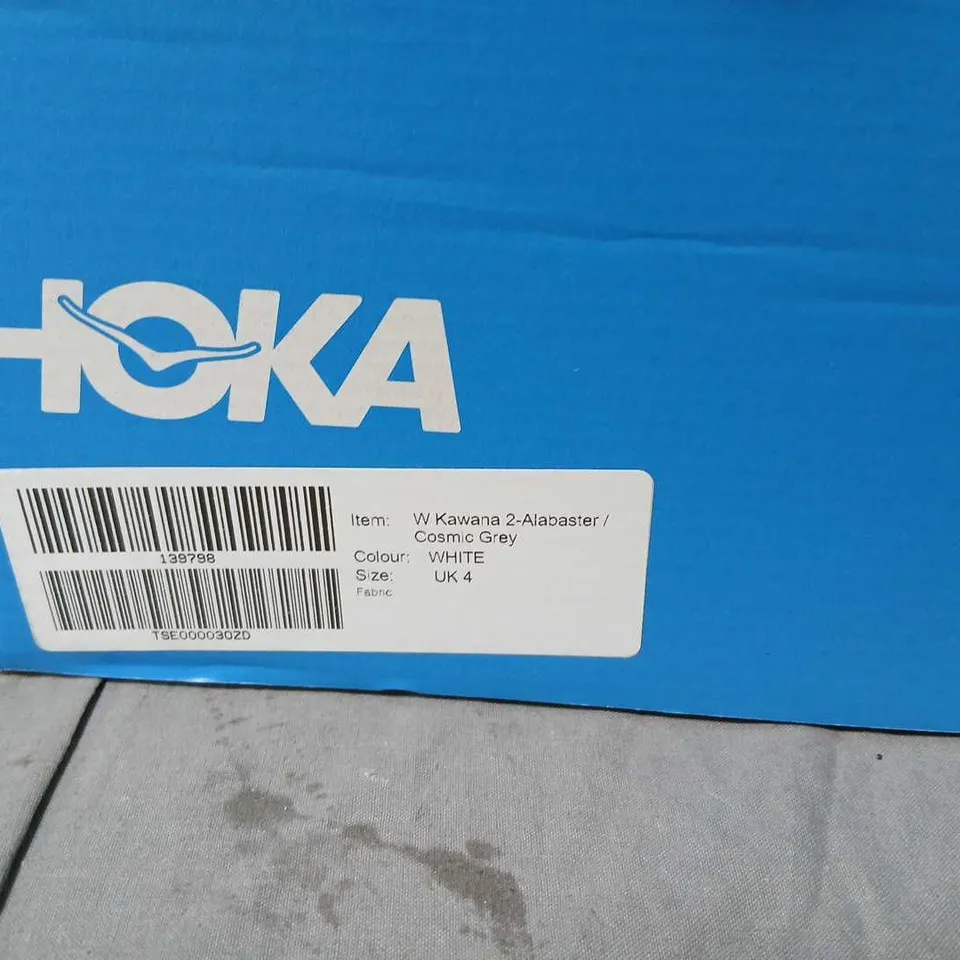 HOKA
139798
TSE000030ZD
Item: W Kawana 2-Alabaster /
Cosmic Grey
Colour: WHITE
Size: UK 4
Fabric